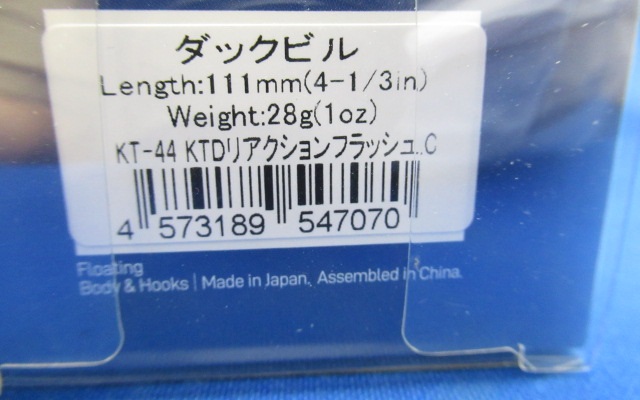 ダックビル
Length:111mm(4-1/3in)
Weight:28g(1oz)
KT-44 KTDリアクションフラッシュ..C
4 573189 547070
Floating
Body & Hooks | Made in Japan, Assembled in China.